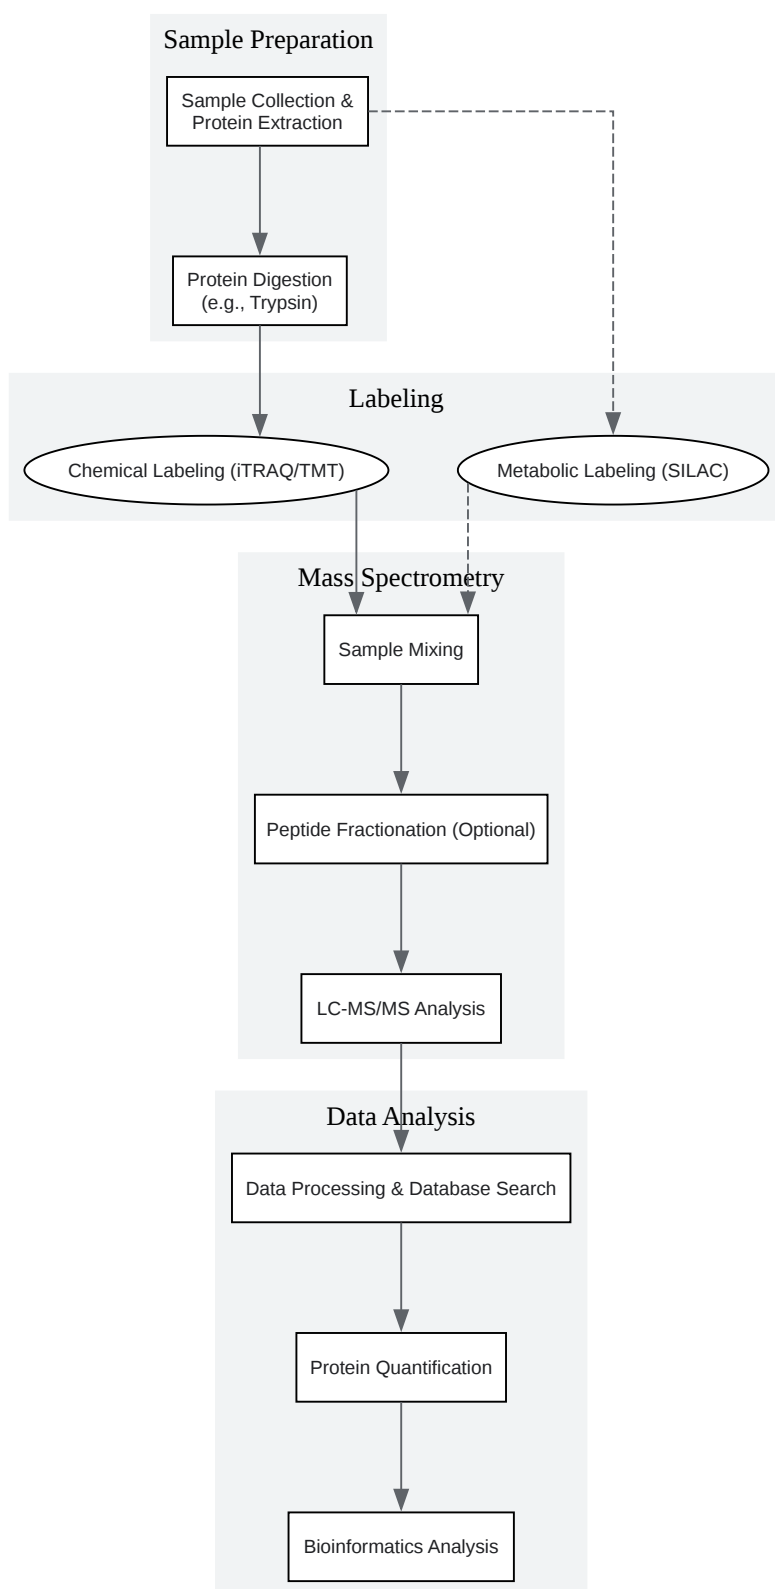 Sample Preparation
Sample Collection &
Protein Extraction
Protein Digestion
(e.g., Trypsin)
Labeling
Chemical Labeling (iTRAQ/TMT)
Metabolic Labeling (SILAC)
Mass Spectrometry
Sample Mixing
Peptide Fractionation (Optional)
LC-MS/MS Analysis
Data Analysis
Data Processing & Database Search
Protein Quantification
Bioinformatics Analysis